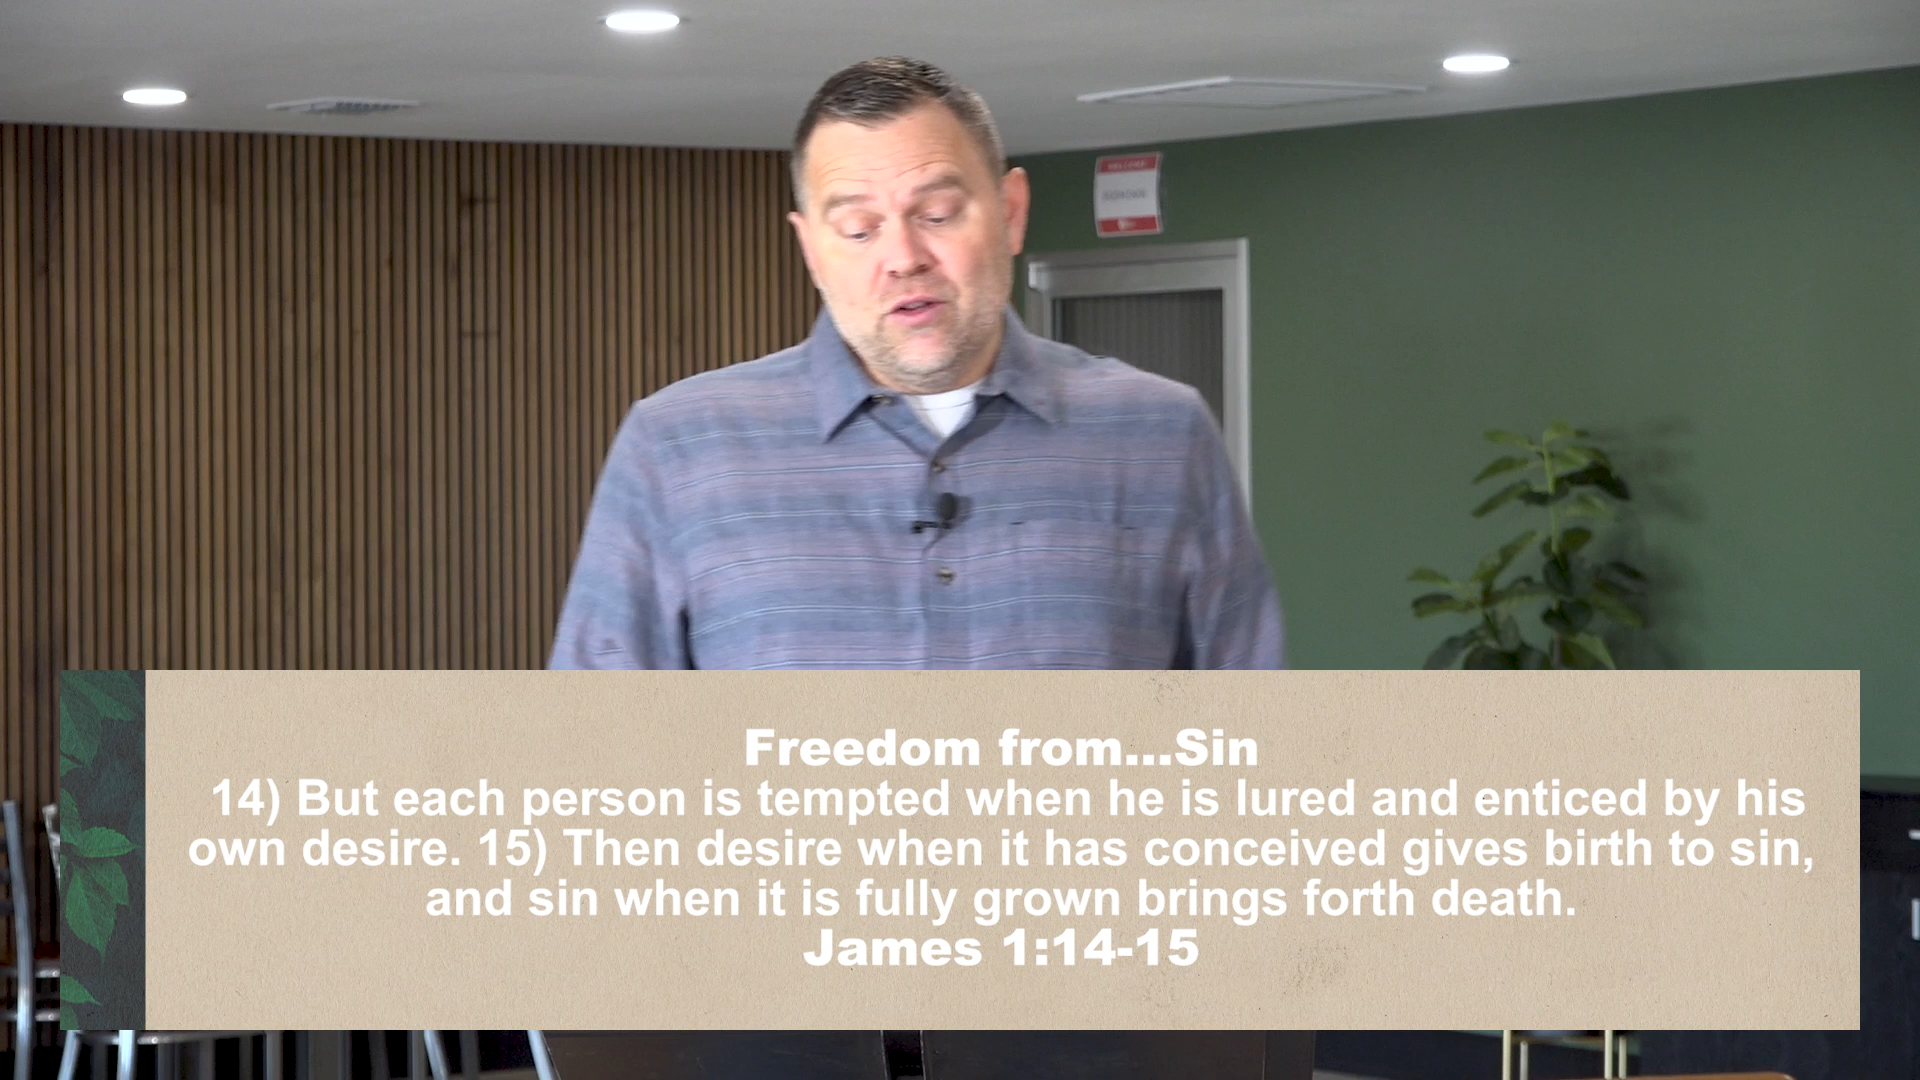 WELCOME
Freedom from...Sin
14) But each person is tempted when he is lured and enticed by his
own desire. 15) Then desire when it has conceived gives birth to sin,
and sin when it is fully grown brings forth death.
James 1:14-15